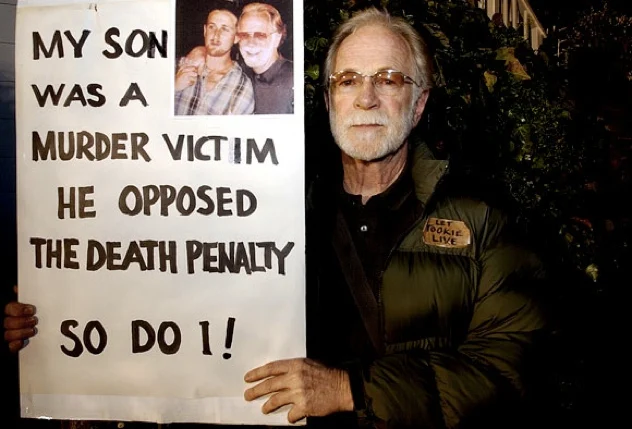 MY SON
WAS A
MURDER VICTIM
HE OPPOSED
THE DEATH PENALTY
SO DO I!
LET
TOOKIE
LIVE